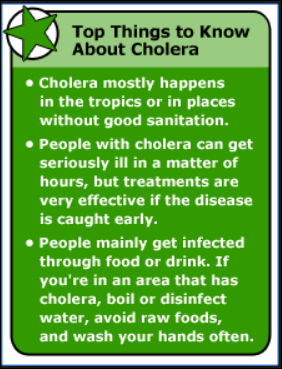 Top Things to Know
About Cholera
• Cholera mostly happens
in the tropics or in places
without good sanitation.
• People with cholera can get
seriously ill in a matter of
hours, but treatments are
very effective if the disease
is caught early.
• People mainly get infected
through food or drink. If
you're in an area that has
cholera, boil or disinfect
water, avoid raw foods,
and wash your hands often.